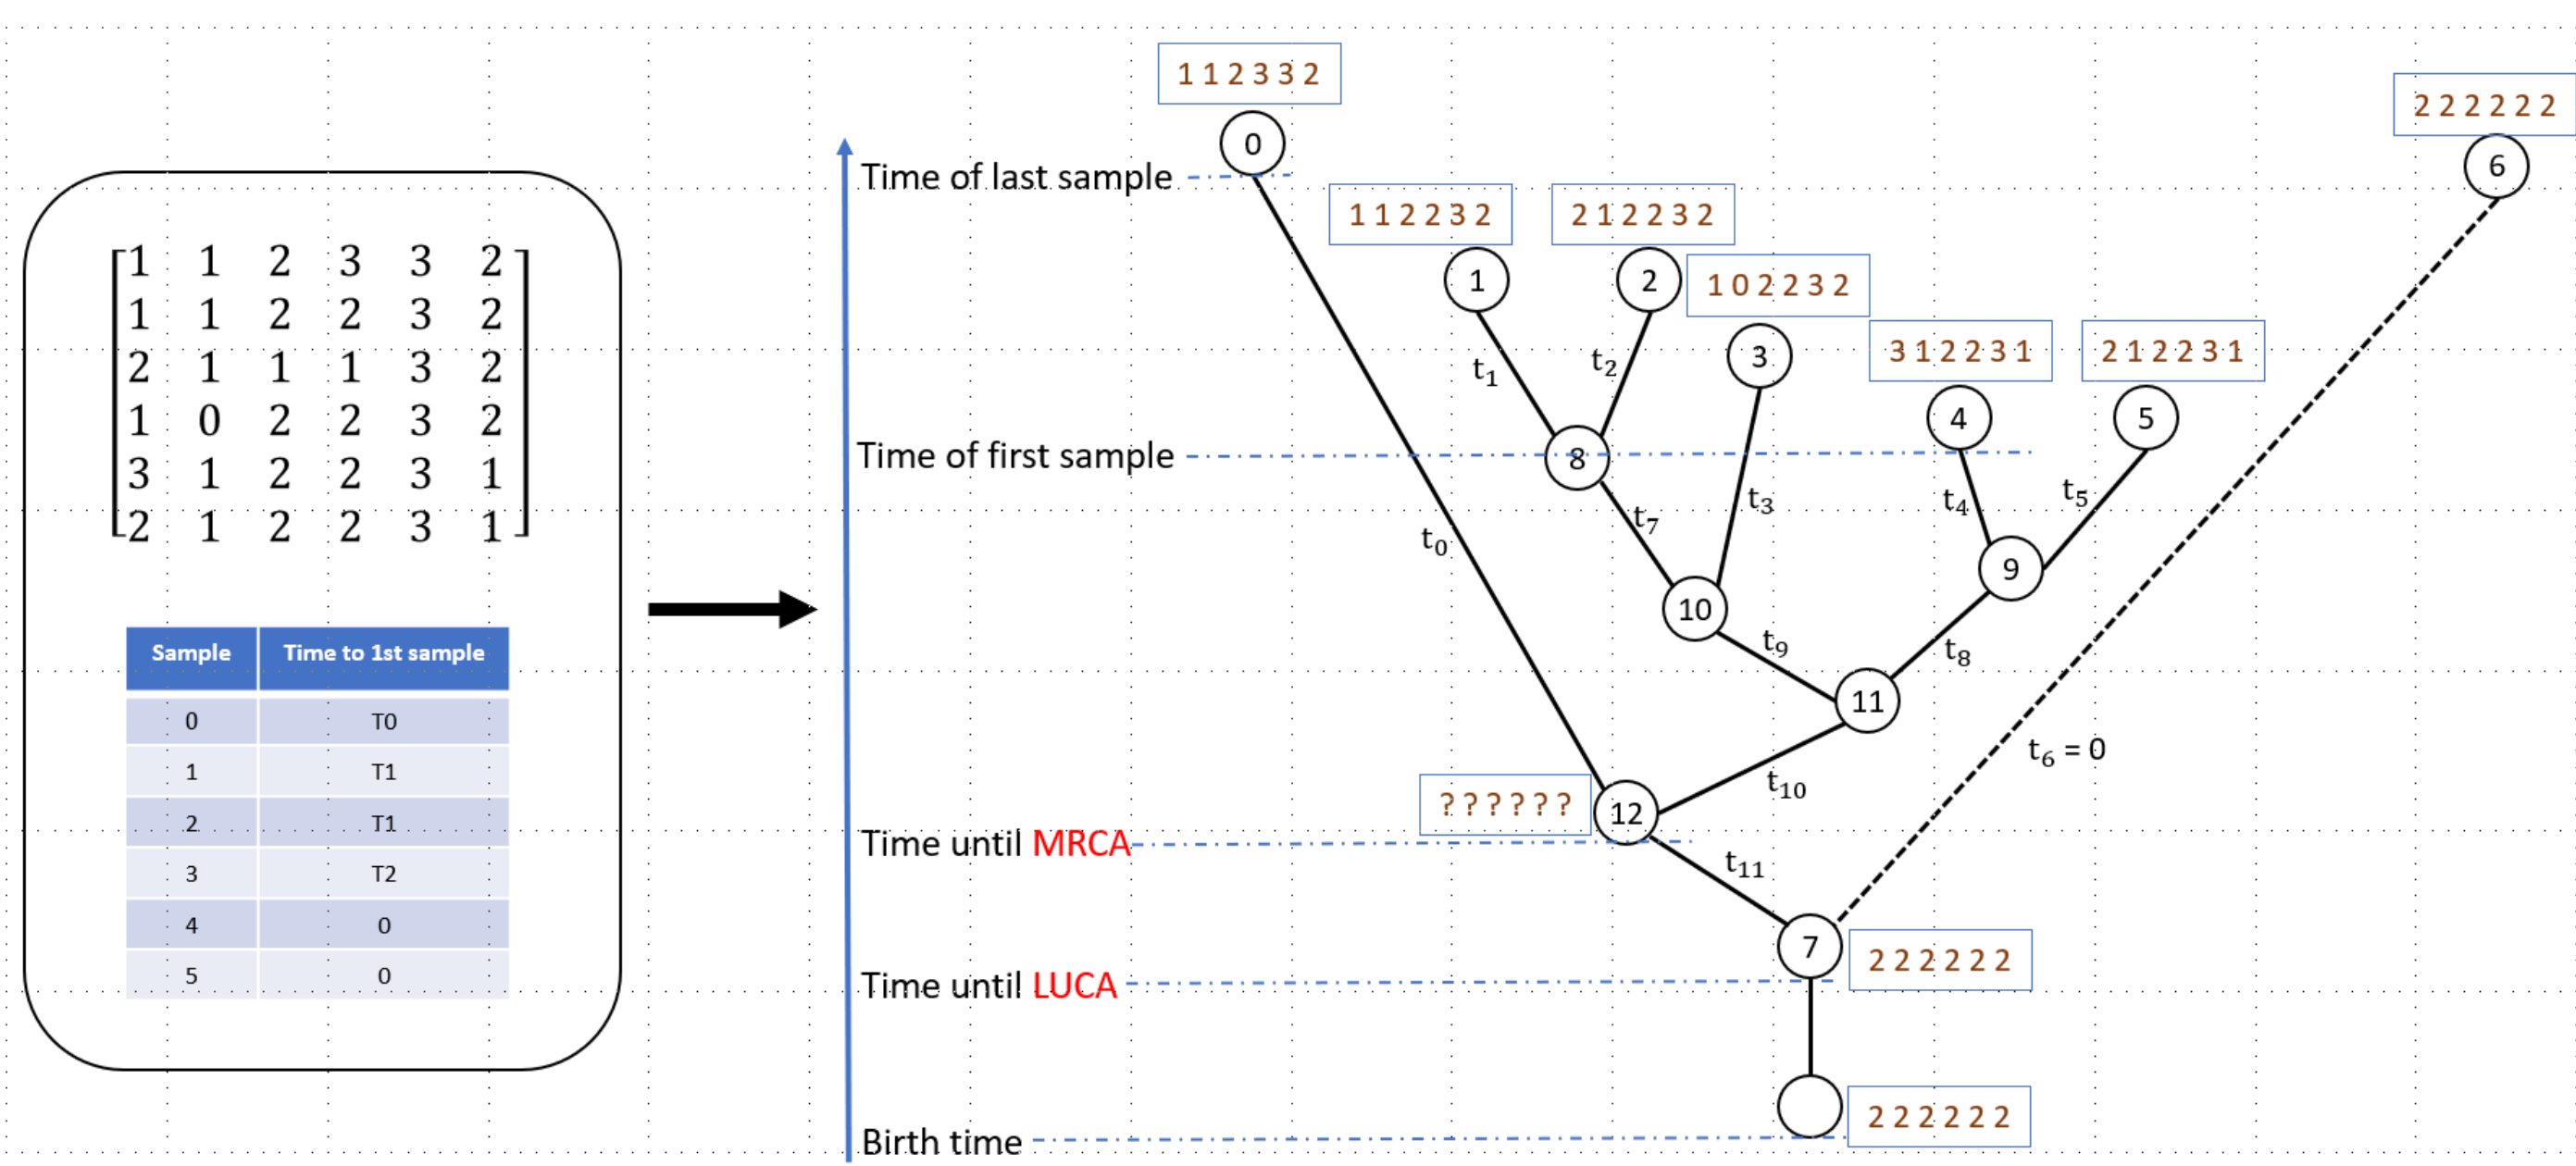 1 1 2 3 3 2
1 1 2 2 3 2
2 1 1 1 3 2
1 0 2 2 3 2
3 1 2 2 3 1
2 1 2 2 3 1
Sample Time to 1st sample
0 T0
1 T1
2 T1
3 T2
4 0
5 0
1 1 2 3 3 2
0
Time of last sample
2 2 2 2 2 2
6
1 1 2 2 3 2
1
2 1 2 2 3 2
2
1 0 2 2 3 2
3
3 1 2 2 3 1
4
2 1 2 2 3 1
5
t₁
t₂
Time of first sample
8
t₃
t₄
t₅
t₇
t₀
9
10
t₉
t₈
11
t₆ = 0
t₁₀
? ? ? ? ? ?
12
Time until MRCA
t₁₁
7
2 2 2 2 2 2
Time until LUCA
2 2 2 2 2 2
Birth time